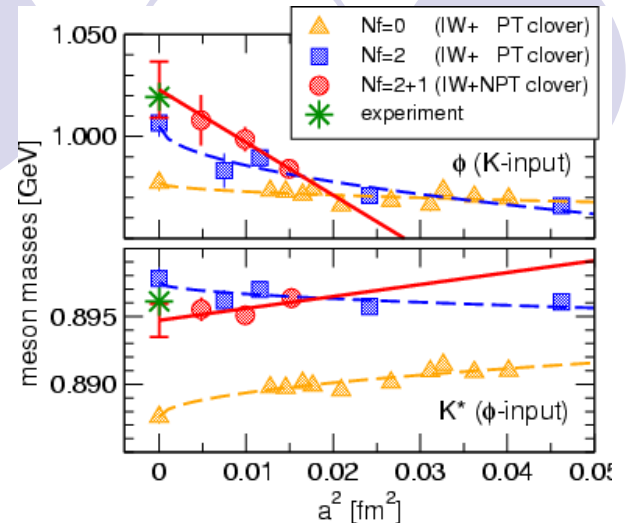 Nf=0 (IW+ PT clover)
Nf=2 (IW+ PT clover)
Nf=2+1 (IW+NPT clover)
experiment
1.050
1.000
ϕ (K-input)
meson masses [GeV]
0.895
0.890
K* (ϕ-input)
0 0.01 0.02 0.03 0.04 0.05
a² [fm²]